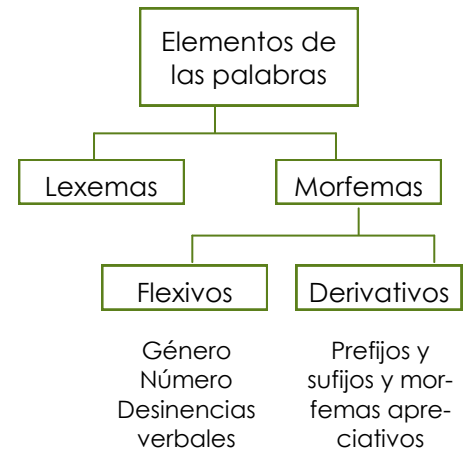 Elementos de
las palabras
Lexemas
Morfemas
Flexivos
Derivativos
Género
Número
Desinencias
verbales
Prefijos y
sufijos y mor-
femas apre-
ciativos